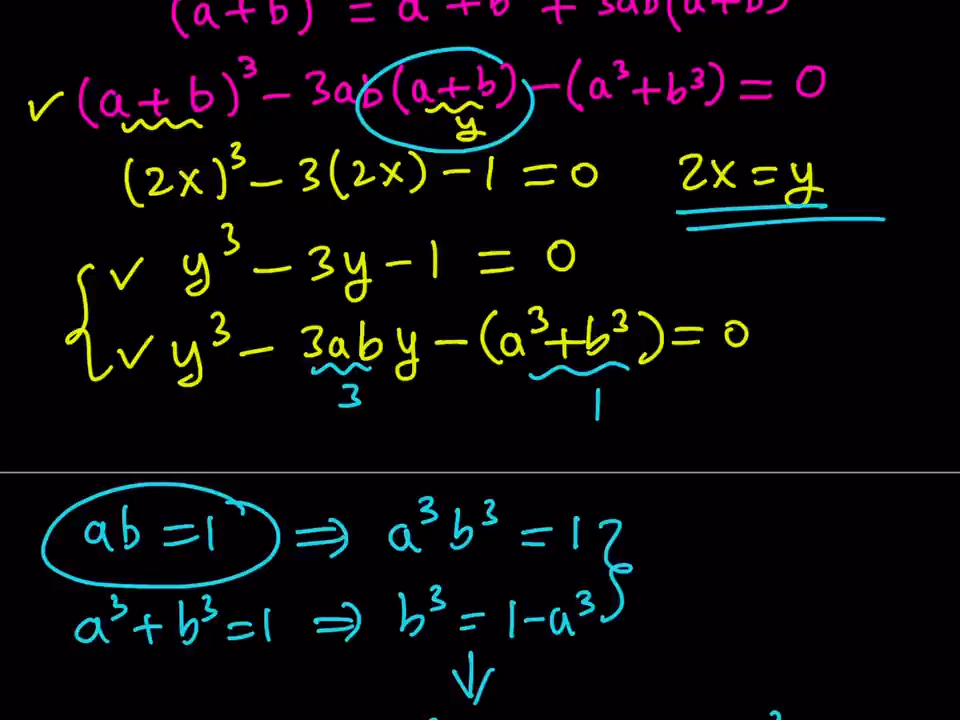 (a+b) = a + b + 3ab(a+b)
✓ (a+b)³ - 3ab(a+b) - (a³+b³) = 0
y
(2x)³ - 3(2x) - 1 = 0 2x = y
✓ y³ - 3y - 1 = 0
✓ y³ - 3aby - (a³+b³) = 0
3 1
ab = 1 ⇒ a³b³ = 1
a³+b³=1 ⇒ b³ = 1-a³
↓